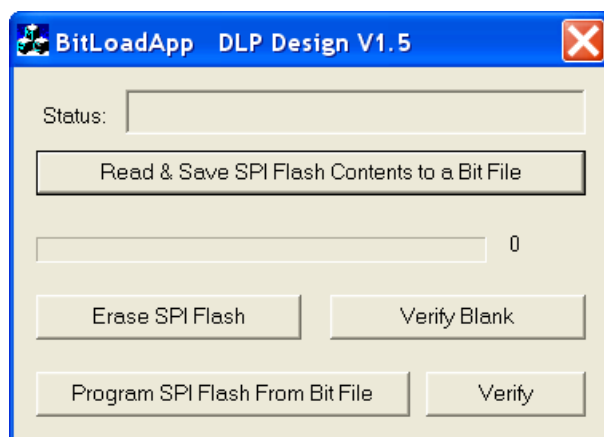 BitLoadApp DLP Design V1.5
Status:
Read & Save SPI Flash Contents to a Bit File
0
Erase SPI Flash Verify Blank
Program SPI Flash From Bit File Verify